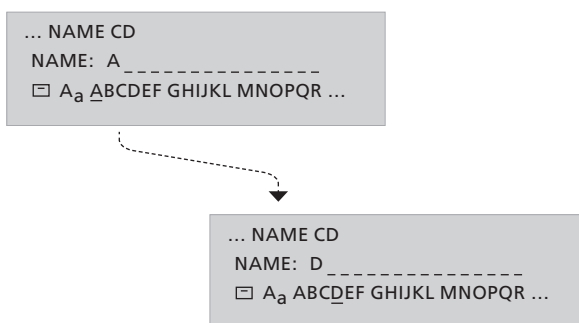 ... NAME CD
NAME: A _ _ _ _ _ _ _ _ _ _ _ _ _ _ _
Aa ABCDEF GHIJKL MNOPQR ...
... NAME CD
NAME: D _ _ _ _ _ _ _ _ _ _ _ _ _ _ _
Aa ABCDEF GHIJKL MNOPQR ...